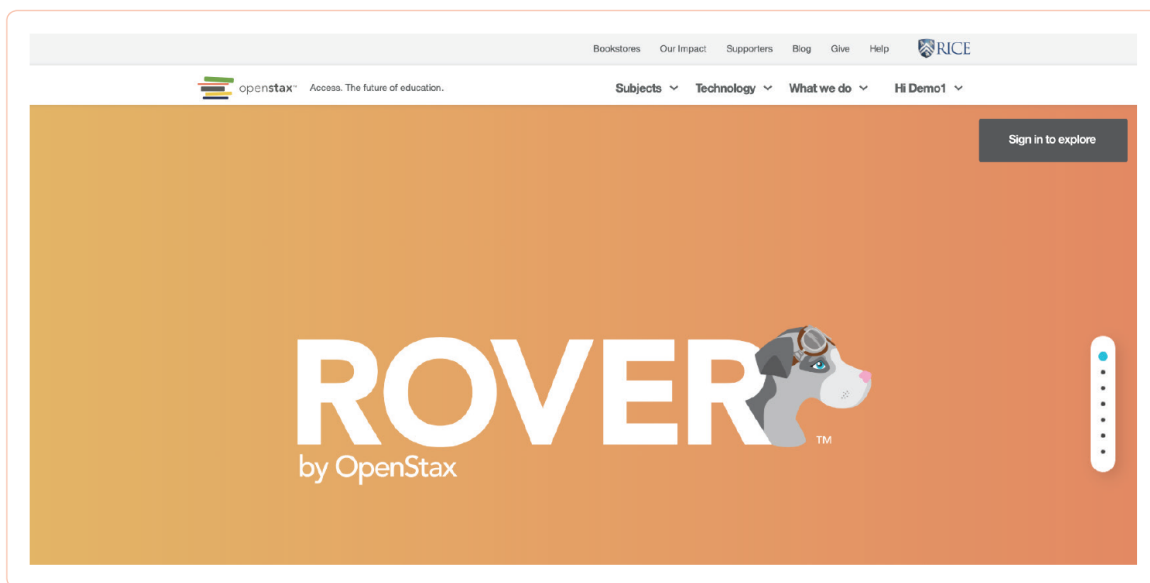 Bookstores Our Impact Supporters Blog Give Help RICE
openstax™ Access. The future of education. Subjects Technology What we do Hi Demo1
Sign in to explore
ROVER
TM
by OpenStax